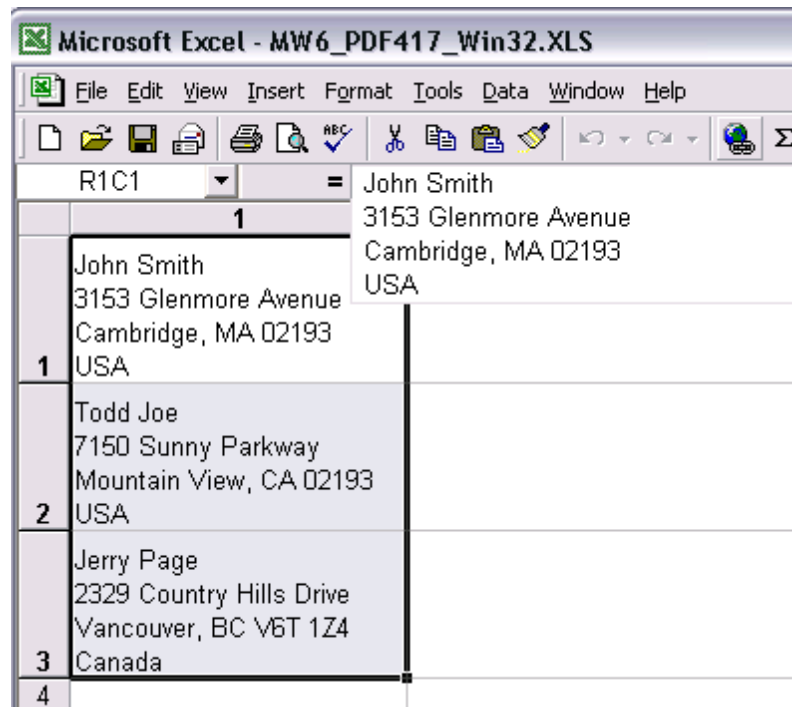 Microsoft Excel - MW6_PDF417_Win32.XLS
File Edit View Insert Format Tools Data Window Help
ABC Σ
R1C1 = John Smith
3153 Glenmore Avenue
Cambridge, MA 02193
USA
1
1 John Smith
3153 Glenmore Avenue
Cambridge, MA 02193
USA
2 Todd Joe
7150 Sunny Parkway
Mountain View, CA 02193
USA
3 Jerry Page
2329 Country Hills Drive
Vancouver, BC V6T 1Z4
Canada
4